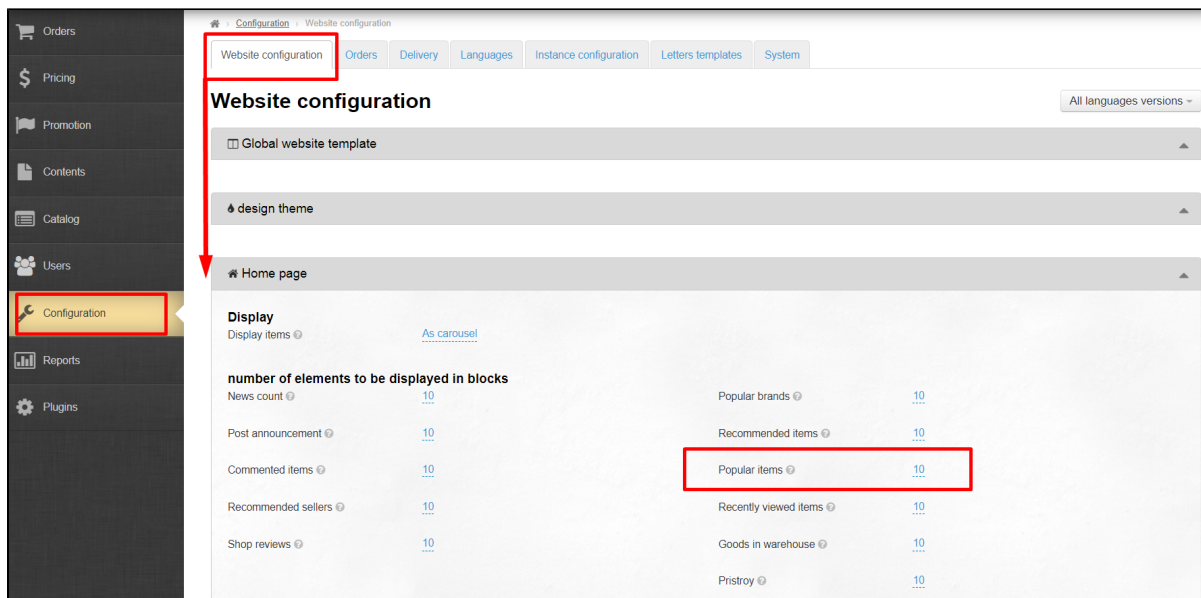 Orders
Pricing
Promotion
Contents
Catalog
Users
Configuration
Reports
Plugins
Configuration › Website configuration
Website configuration Orders Delivery Languages Instance configuration Letters templates System
Website configuration
All languages versions
Global website template
design theme
Home page
Display
Display items As carousel
number of elements to be displayed in blocks
News count 10 Popular brands 10
Post announcement 10 Recommended items 10
Commented items 10 Popular items 10
Recommended sellers 10 Recently viewed items 10
Shop reviews 10 Goods in warehouse 10
Pristroy 10